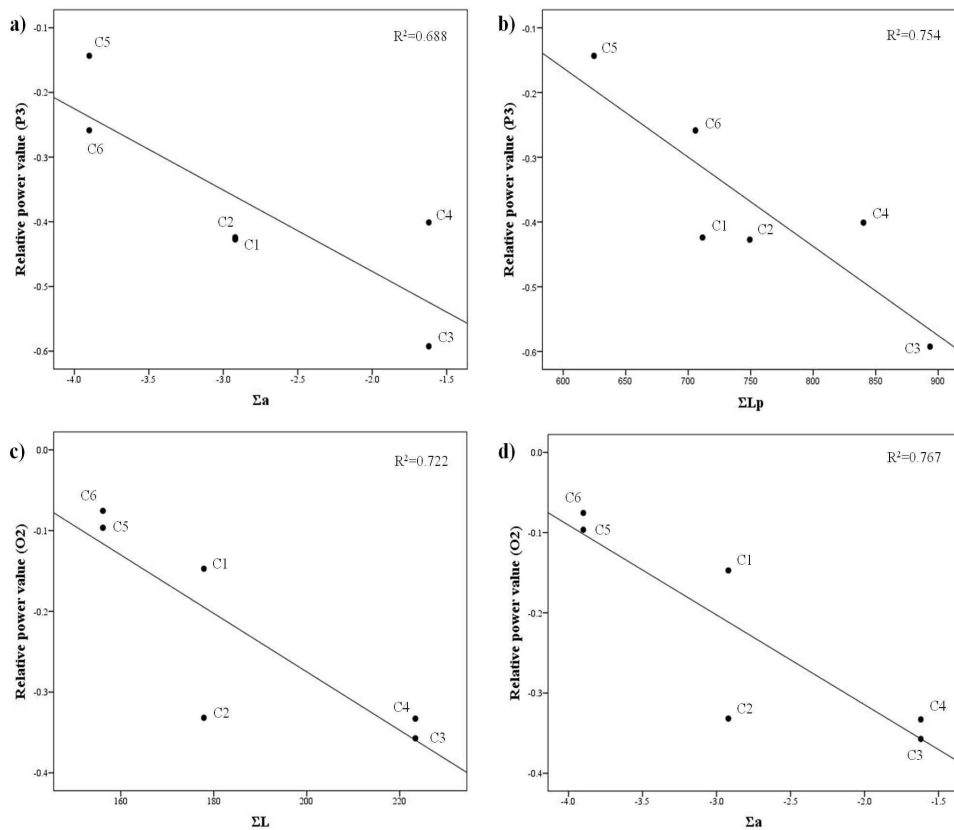 a)
R²=0.688
Relative power value (P3)
-0.1
-0.2
-0.3
-0.4
-0.5
-0.6
C5
C6
C2
C1
C4
C3
-4.0
-3.5
-3.0
-2.5
-2.0
-1.5
Σa
b)
R²=0.754
Relative power value (P3)
-0.1
-0.2
-0.3
-0.4
-0.5
-0.6
C5
C6
C1
C2
C4
C3
600
650
700
750
800
850
900
ΣLp
c)
R²=0.722
Relative power value (O2)
0.0
-0.1
-0.2
-0.3
-0.4
C6
C5
C1
C2
C4
C3
160
180
200
220
ΣL
d)
R²=0.767
Relative power value (O2)
0.0
-0.1
-0.2
-0.3
-0.4
C6
C5
C1
C2
C4
C3
-4.0
-3.5
-3.0
-2.5
-2.0
-1.5
Σa